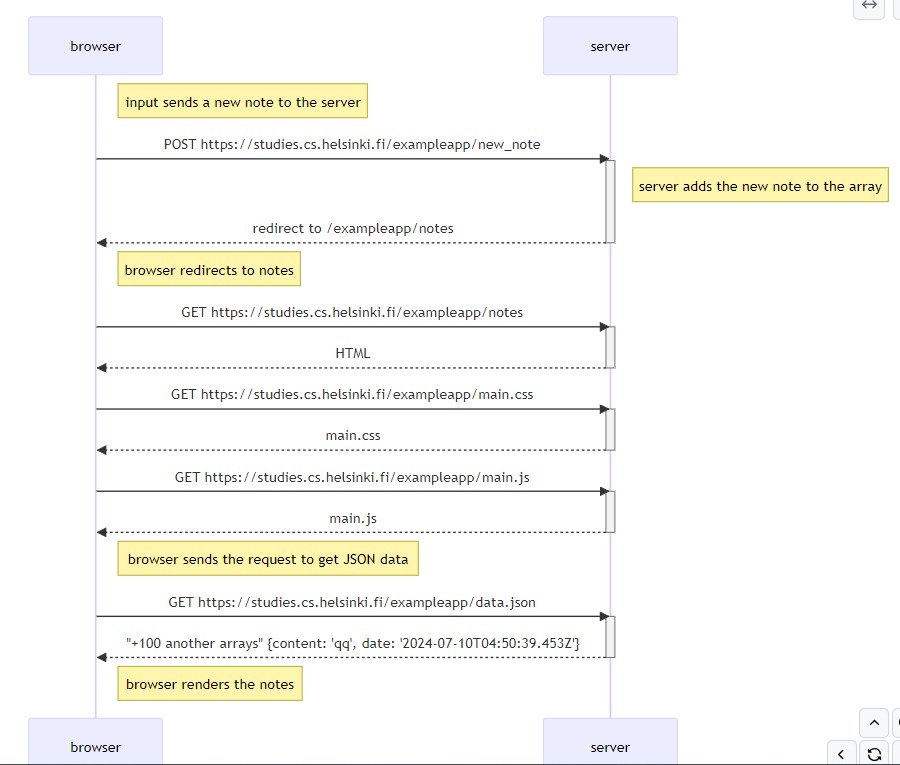 browser
server
input sends a new note to the server
POST https://studies.cs.helsinki.fi/exampleapp/new_note
server adds the new note to the array
redirect to /exampleapp/notes
browser redirects to notes
GET https://studies.cs.helsinki.fi/exampleapp/notes
HTML
GET https://studies.cs.helsinki.fi/exampleapp/main.css
main.css
GET https://studies.cs.helsinki.fi/exampleapp/main.js
main.js
browser sends the request to get JSON data
GET https://studies.cs.helsinki.fi/exampleapp/data.json
"+100 another arrays" {content: 'qq', date: '2024-07-10T04:50:39.453Z'}
browser renders the notes
browser
server